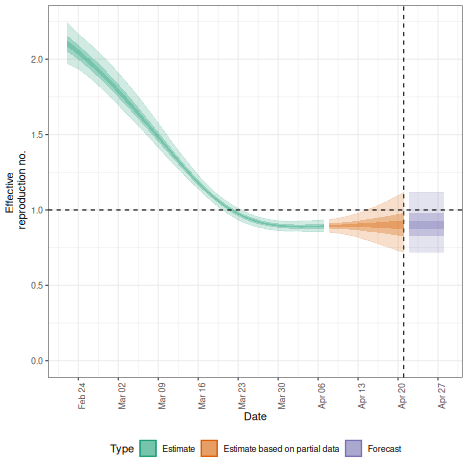 Effective
reproduction no.
2.0
1.5
1.0
0.5
0.0
Feb 24
Mar 02
Mar 09
Mar 16
Mar 23
Mar 30
Apr 06
Apr 13
Apr 20
Apr 27
Date
Type Estimate Estimate based on partial data Forecast